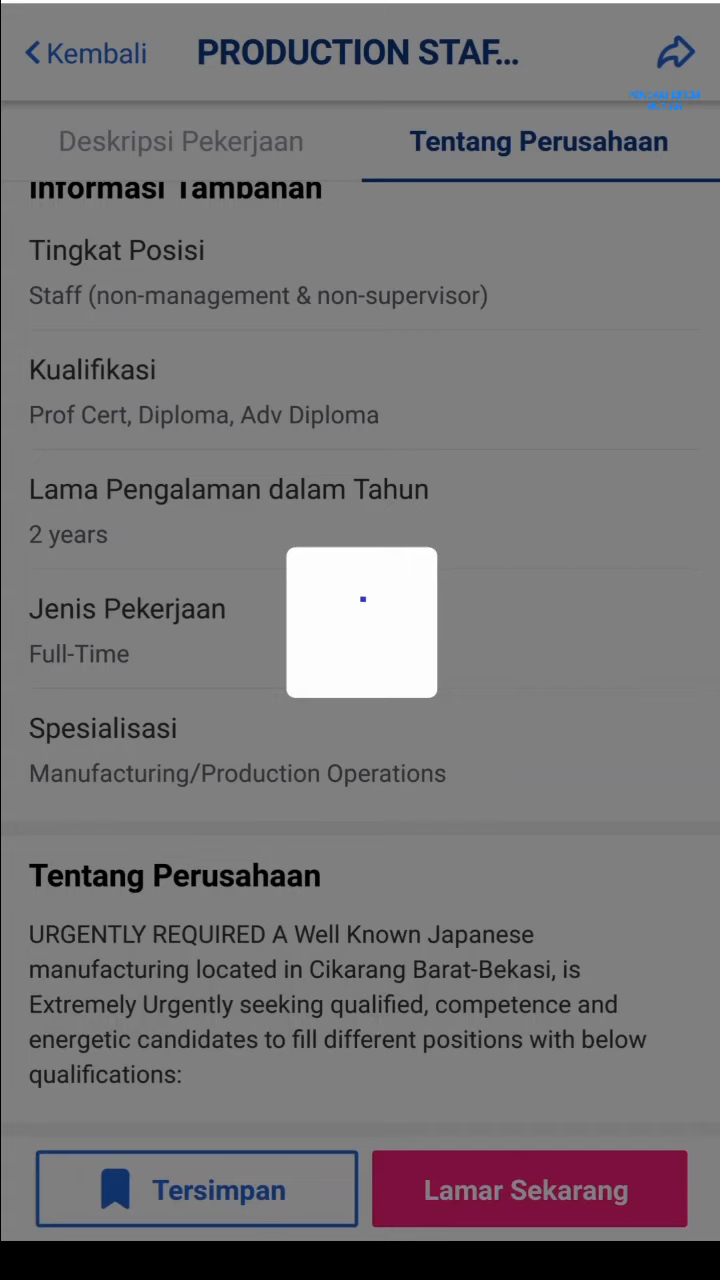 Kembali
PRODUCTION STAF...
Deskripsi Pekerjaan
Tentang Perusahaan
Informasi Tambahan
Tingkat Posisi
Staff (non-management & non-supervisor)
Kualifikasi
Prof Cert, Diploma, Adv Diploma
Lama Pengalaman dalam Tahun
2 years
Jenis Pekerjaan
Full-Time
Spesialisasi
Manufacturing/Production Operations
Tentang Perusahaan
URGENTLY REQUIRED A Well Known Japanese
manufacturing located in Cikarang Barat-Bekasi, is
Extremely Urgently seeking qualified, competence and
energetic candidates to fill different positions with below
qualifications:
Tersimpan
Lamar Sekarang